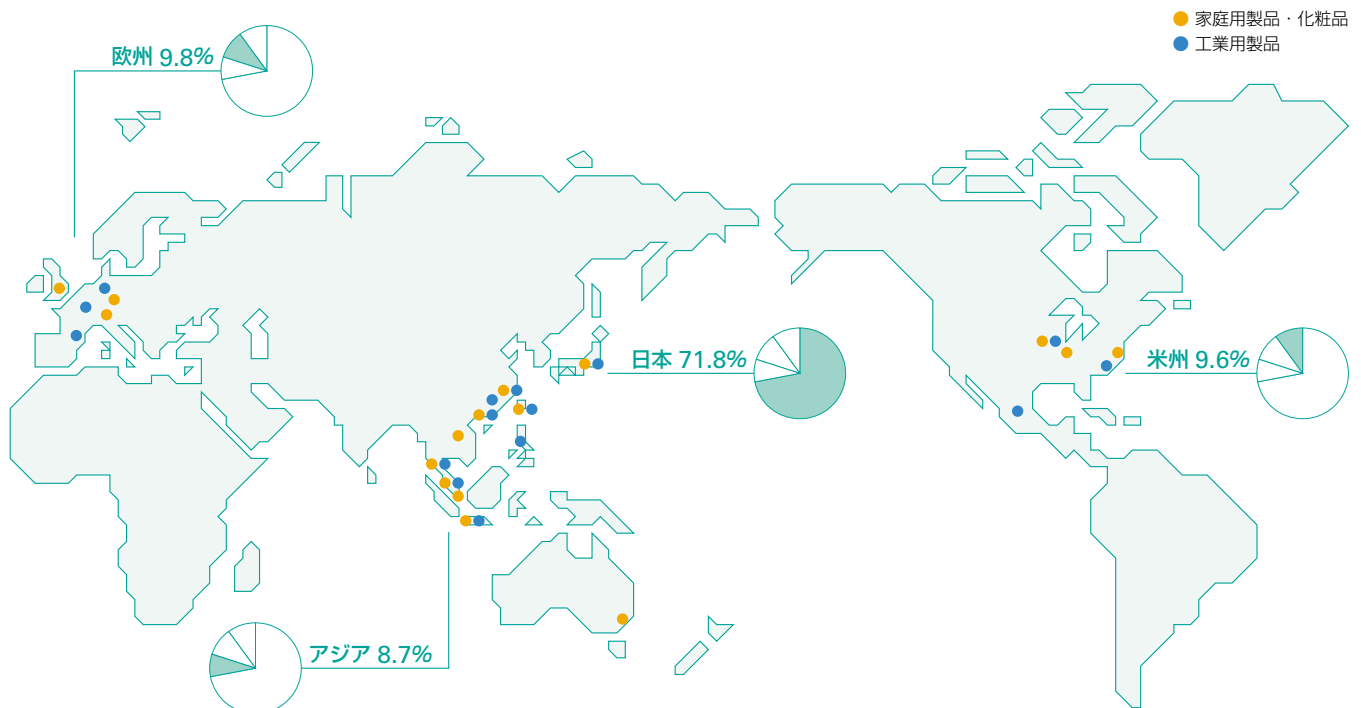 家庭用製品・化粧品
工業用製品
欧州 9.8%
日本 71.8%
米州 9.6%
アジア 8.7%